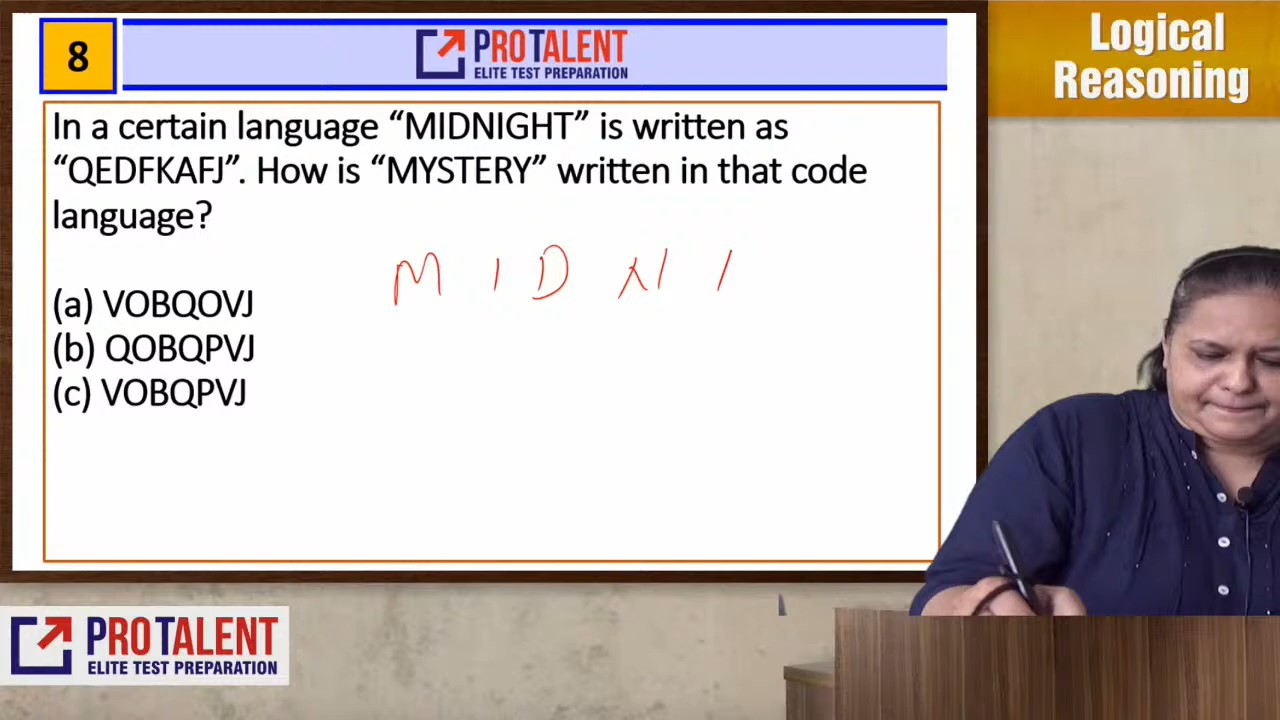 8
PROTALENT
ELITE TEST PREPARATION
Logical
Reasoning
In a certain language “MIDNIGHT” is written as
“QEDFKAFJ”. How is “MYSTERY” written in that code
language?
M I D N I
(a) VOBQOVJ
(b) QOBQPVJ
(c) VOBQPVJ
PROTALENT
ELITE TEST PREPARATION